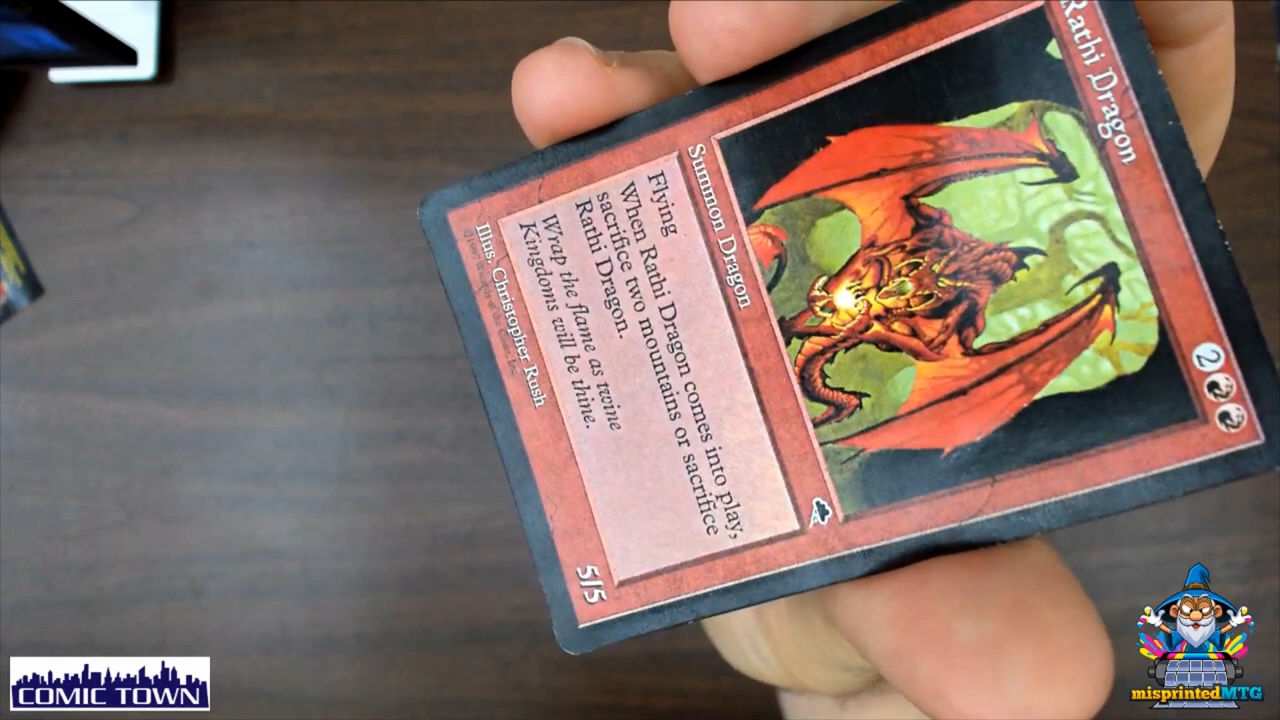 Rathi Dragon
2
Summon Dragon
Flying
When Rathi Dragon comes into play,
sacrifice two mountains or sacrifice
Rathi Dragon.
Wrap the flame as twine
Kingdoms will be thine.
Illus. Christopher Rush
5/5
COMIC TOWN
misprintedMTG